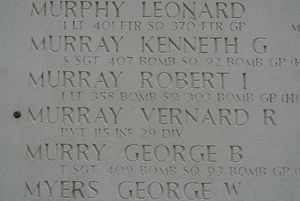 MURPHY LEONARD
1 LT 401 FTR SQ 370 FTR GP
MURRAY KENNETH G
S SGT 407 BOMB SQ 92 BOMB GP (H)
MURRAY ROBERT I
1 LT 358 BOMB SQ 303 BOMB GP (H)
MURRAY VERNARD R
PVT 115 INF 29 DIV
MURRY GEORGE B
T SGT 409 BOMB SQ 93 BOMB GP (H)
MYERS GEORGE W